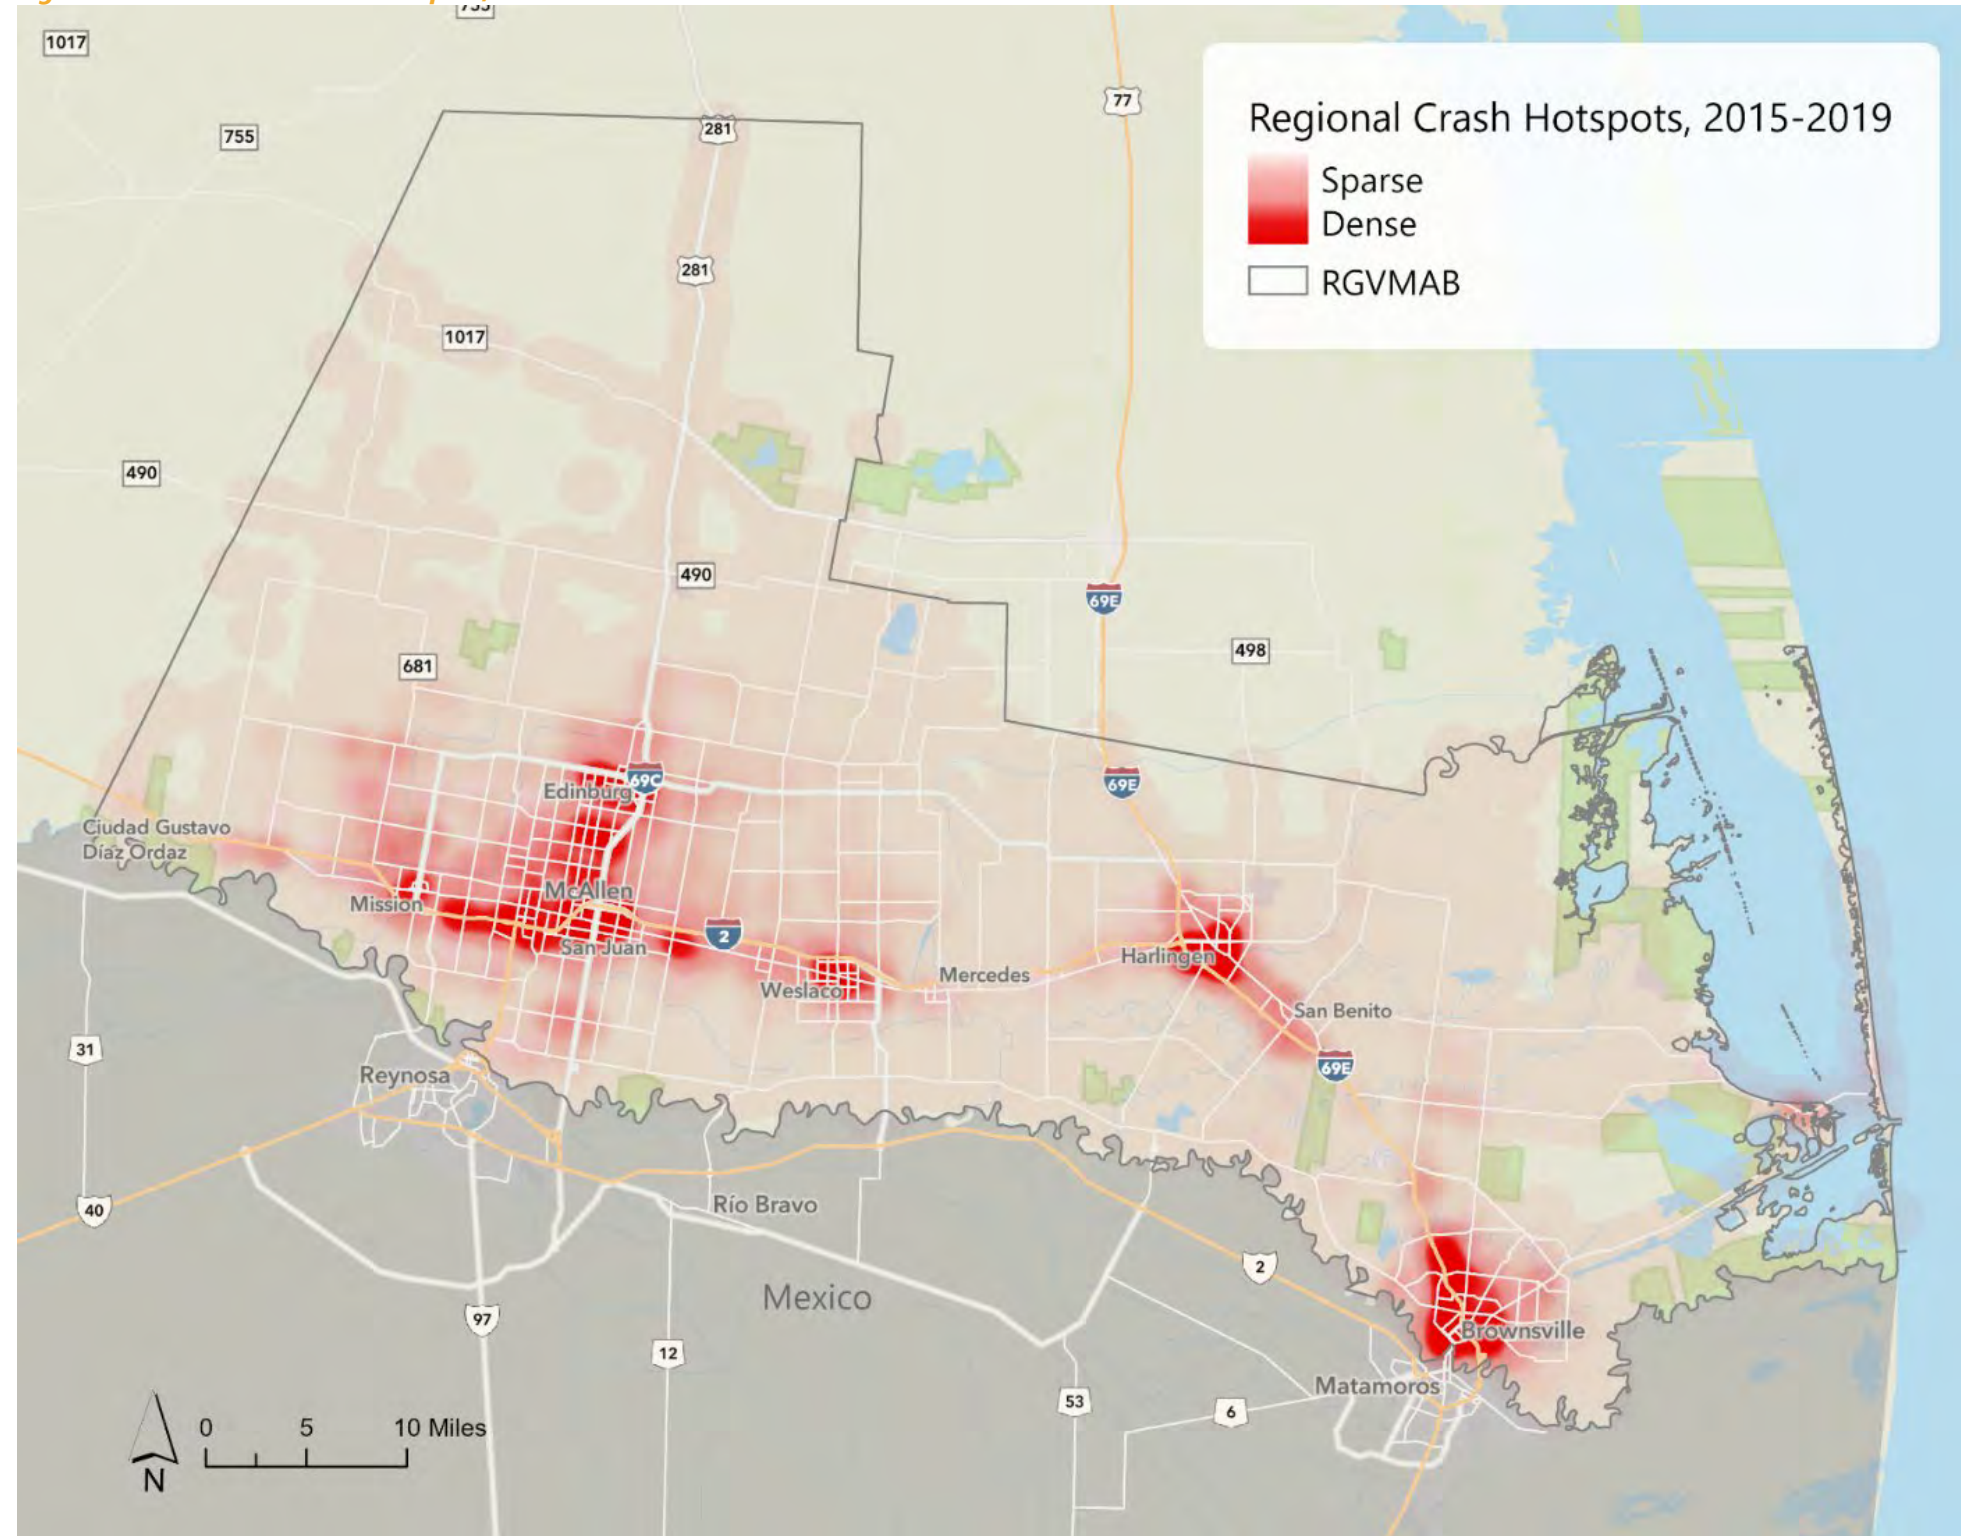 1017
755
281
77
Regional Crash Hotspots, 2015-2019
Sparse
Dense
RGVMAB
281
1017
490
490
69E
498
681
69C
Edinburg
69E
Ciudad Gustavo
Díaz Ordaz
McAllen
Mission
2
San Juan
Harlingen
Mercedes
Weslaco
San Benito
31
69E
Reynosa
40
Río Bravo
2
Mexico
97
Brownsville
12
Matamoros
53
6
0 5 10 Miles
N